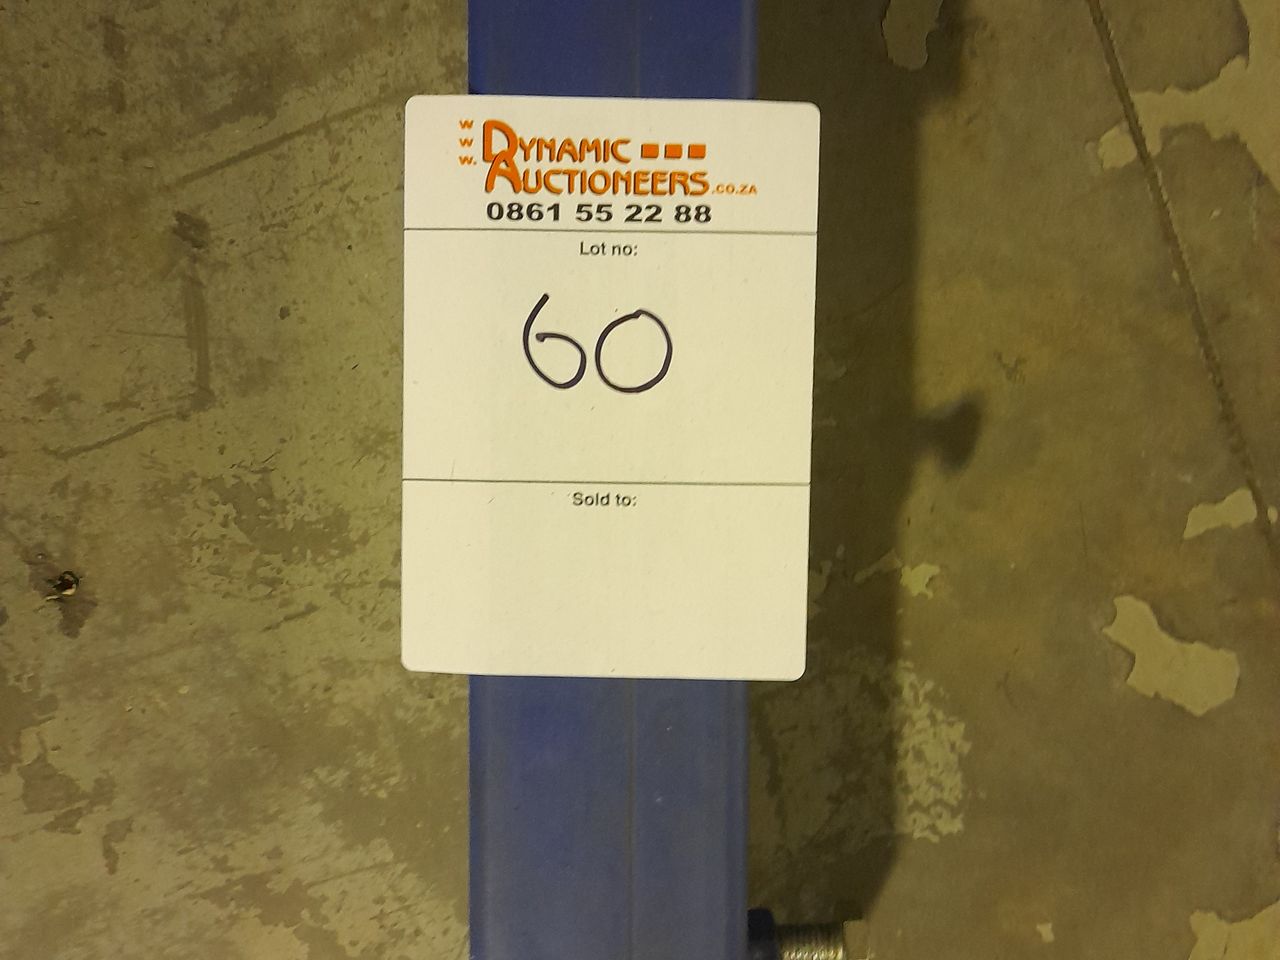 www. DYNAMIC
AUCTIONEERS.CO.ZA
0861 55 22 88
Lot no:
60
Sold to: